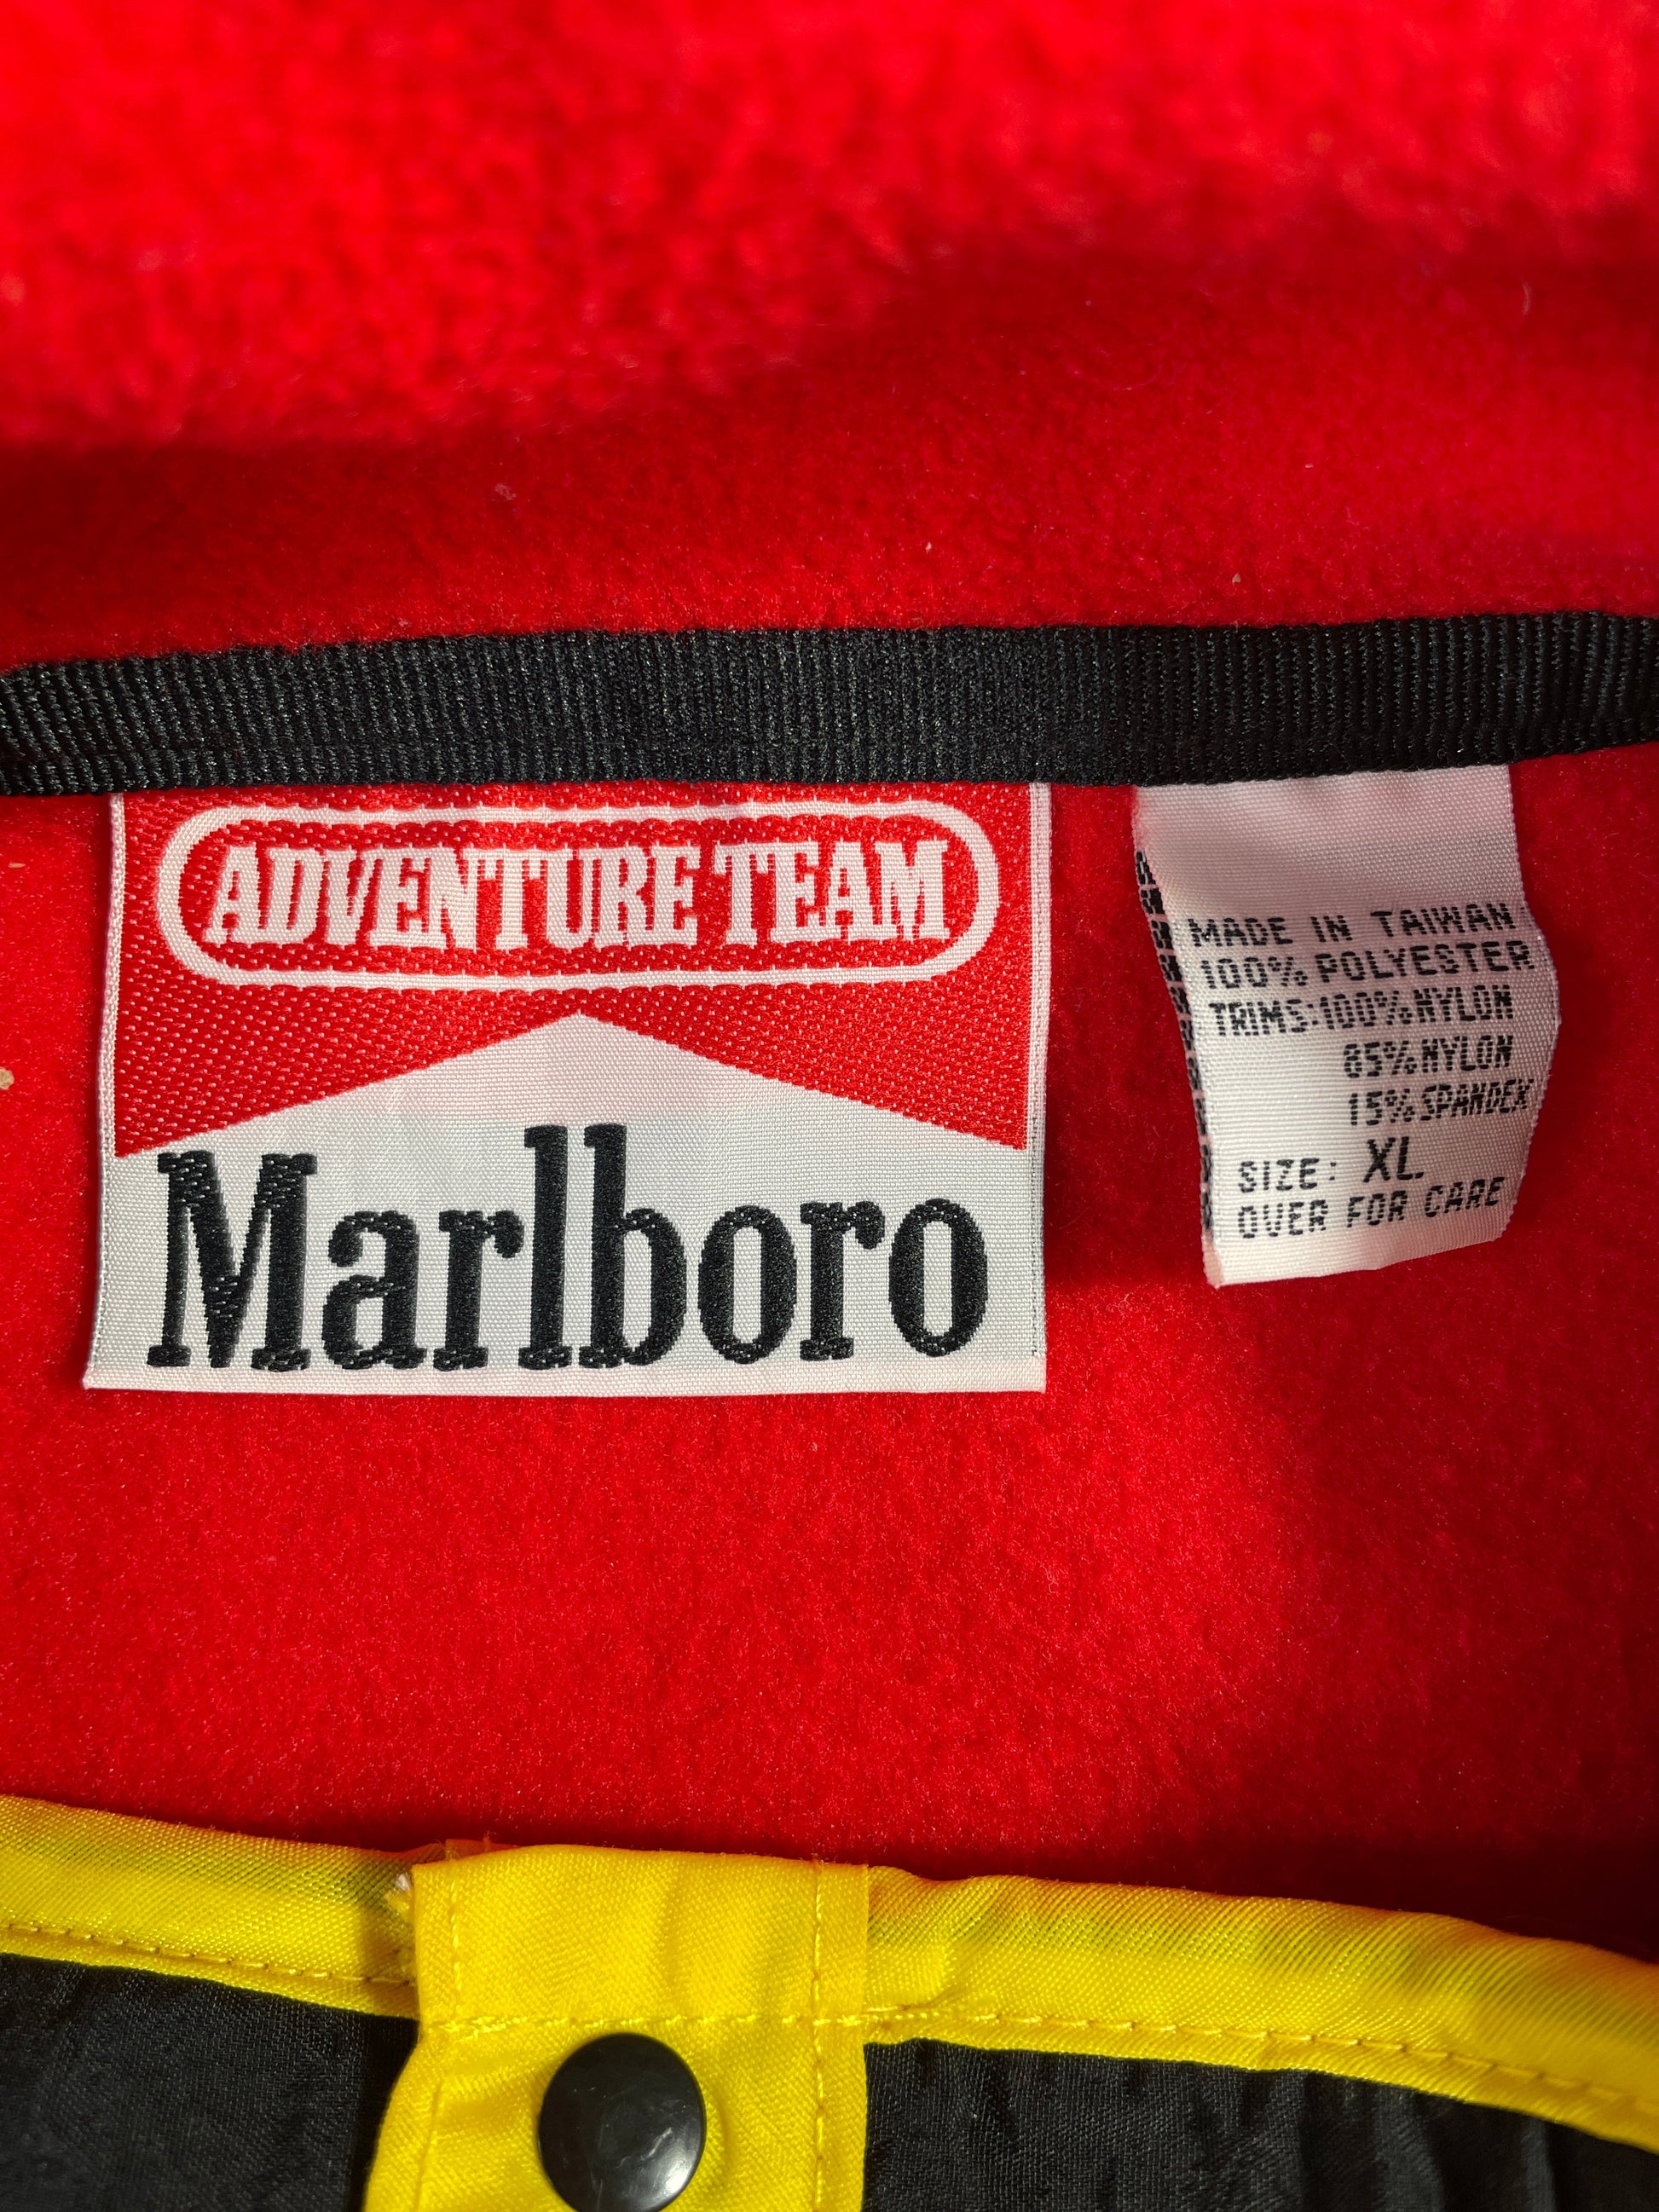 ADVENTURE TEAM
Marlboro
MADE IN TAIWAN
100% POLYESTER
TRIMS:100% NYLON
85% NYLON
15% SPANDEX
SIZE: XL
OVER FOR CARE